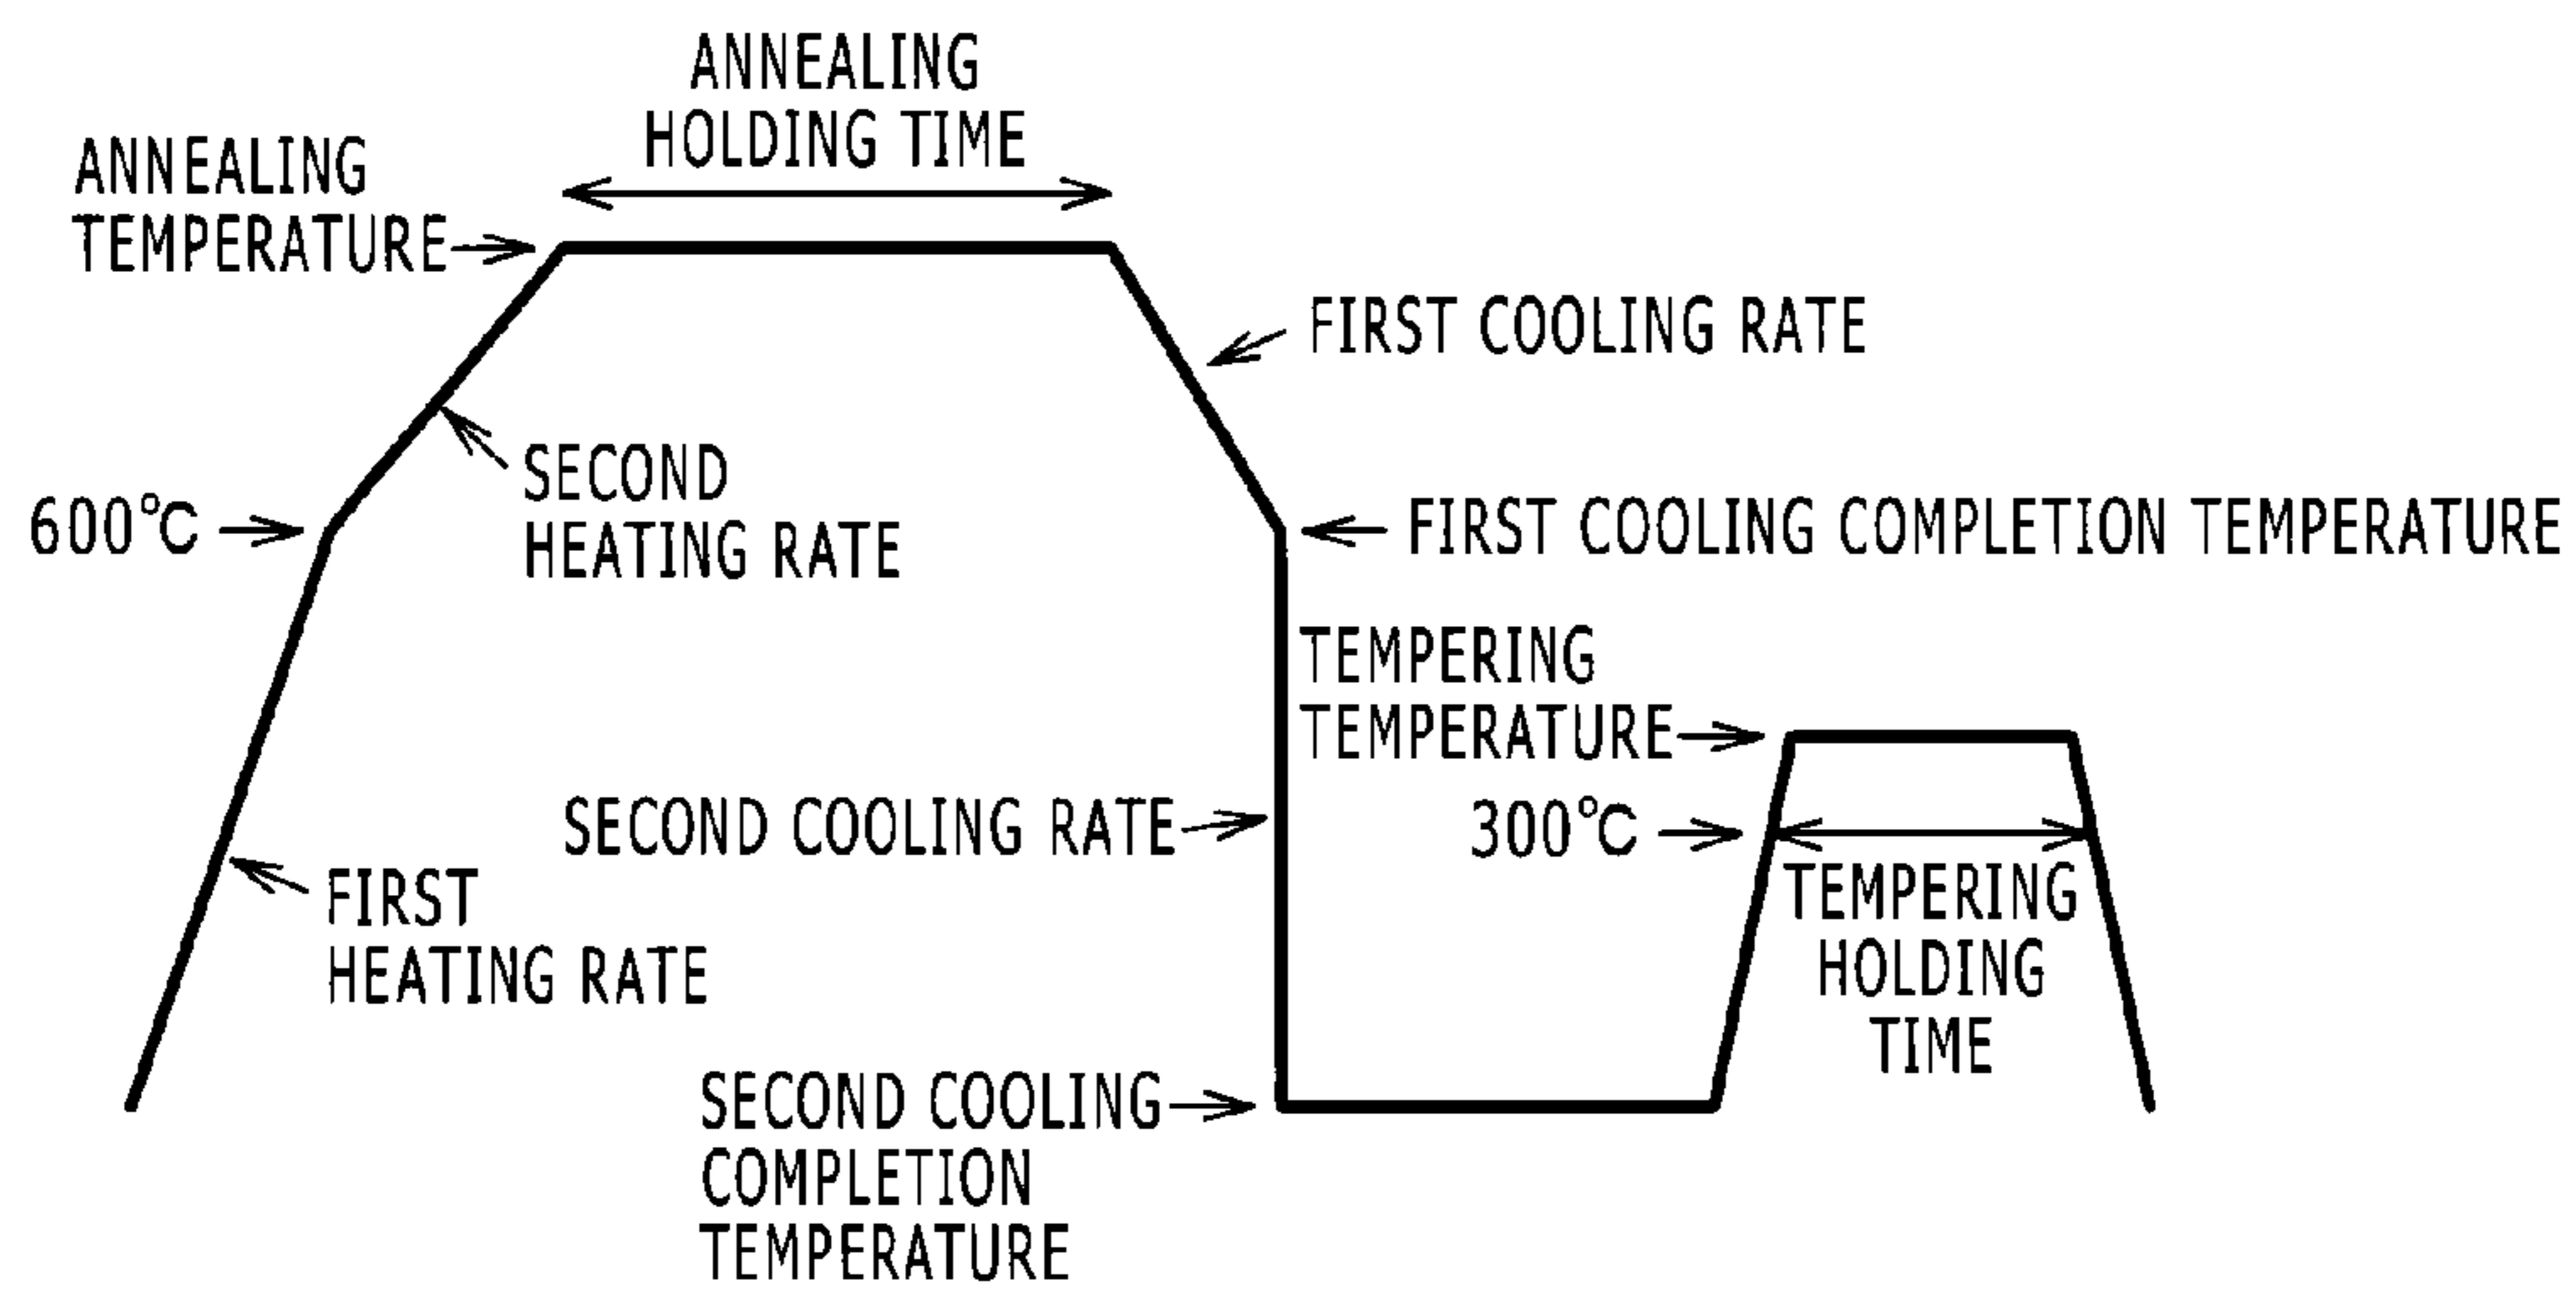 ANNEALING
HOLDING TIME
ANNEALING
TEMPERATURE
FIRST COOLING RATE
SECOND
HEATING RATE
600℃
FIRST COOLING COMPLETION TEMPERATURE
TEMPERING
TEMPERATURE
SECOND COOLING RATE
300℃
FIRST
HEATING RATE
TEMPERING
HOLDING
TIME
SECOND COOLING
COMPLETION
TEMPERATURE